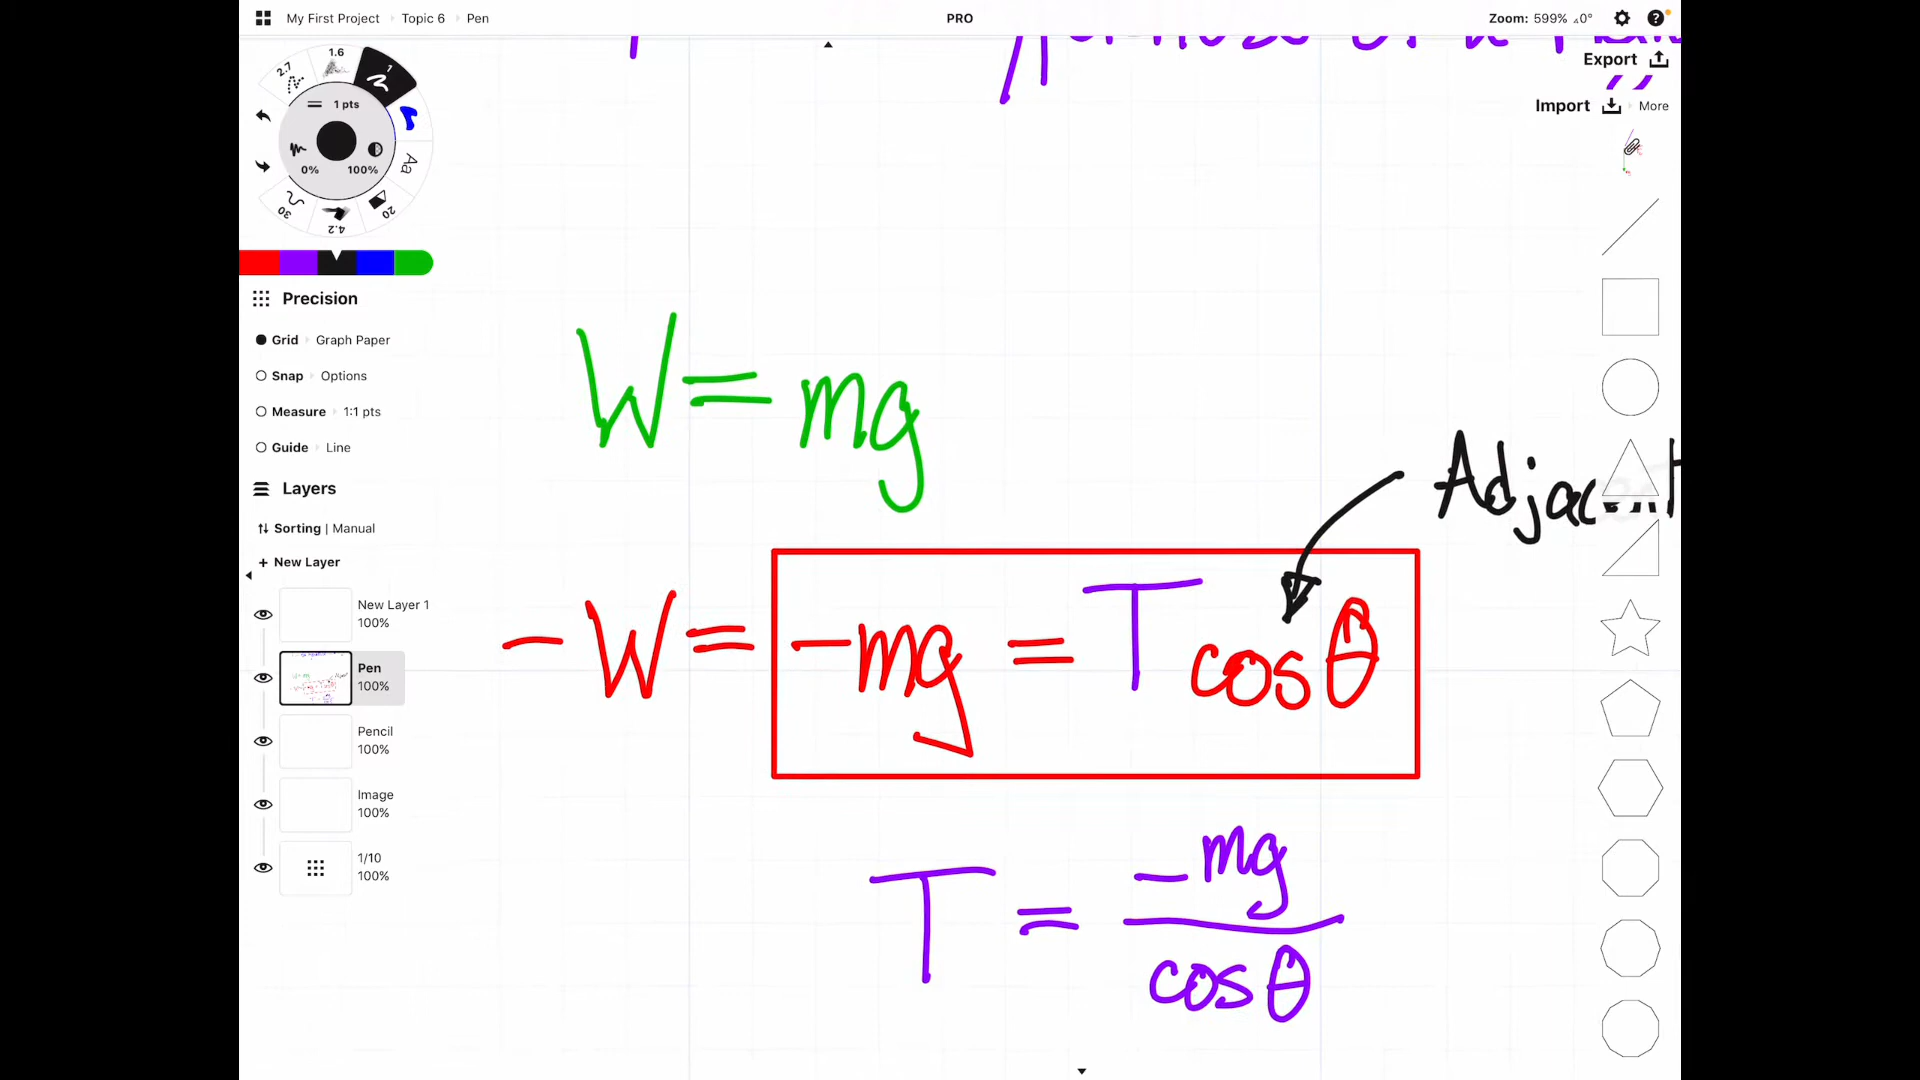 My First Project Topic 6 Pen
PRO
Zoom: 599% 0°
Export
Import More
2.7
1.6
1
1 pts
0%
100%
Aa
30
4.2
20
Precision
Grid Graph Paper
Snap Options
Measure 1:1 pts
Guide Line
Layers
Sorting | Manual
+ New Layer
New Layer 1
100%
Pen
100%
Pencil
100%
Image
100%
1/10
100%
W = mg
Adjacent
-W = -mg = T cos θ
T = -mg / cos θ